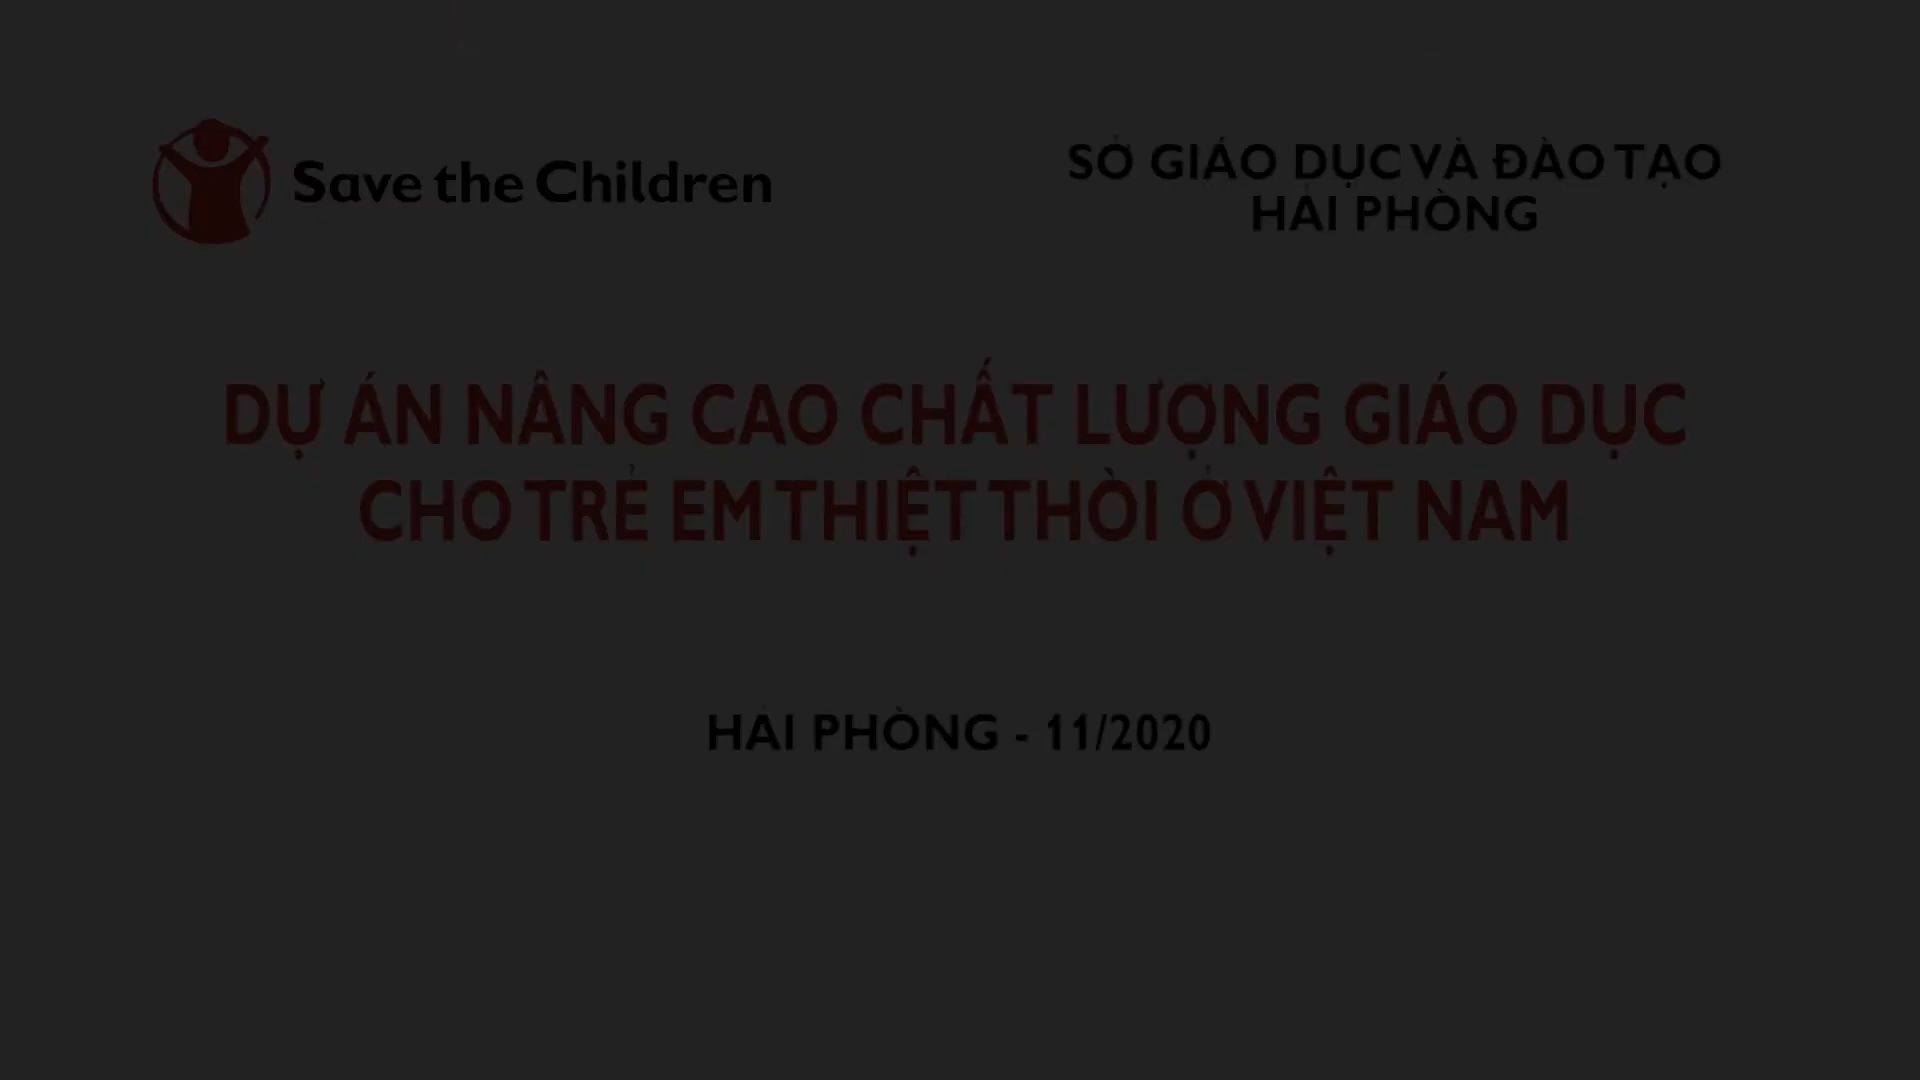 Save the Children
SỞ GIÁO DỤC VÀ ĐÀO TẠO
HẢI PHÒNG
DỰ ÁN NÂNG CAO CHẤT LƯỢNG GIÁO DỤC
CHO TRẺ EM THIỆT THÒI Ở VIỆT NAM
HẢI PHÒNG - 11/2020